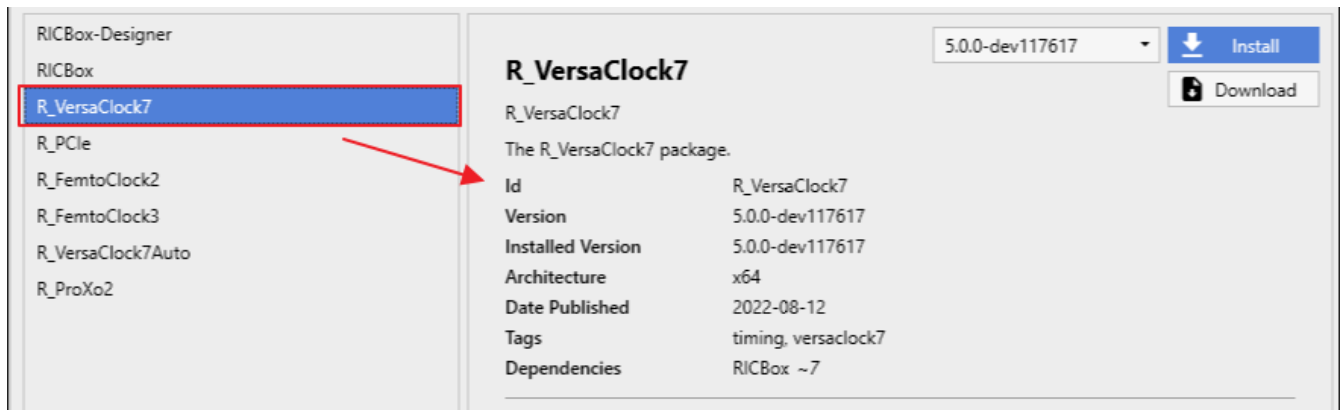 RICBox-Designer
RICBox
R_VersaClock7
R_PCIe
R_FemtoClock2
R_FemtoClock3
R_VersaClock7Auto
R_ProXo2
5.0.0-dev117617
Install
Download
R_VersaClock7
R_VersaClock7
The R_VersaClock7 package.
Id R_VersaClock7
Version 5.0.0-dev117617
Installed Version 5.0.0-dev117617
Architecture x64
Date Published 2022-08-12
Tags timing, versaclock7
Dependencies RICBox ~7